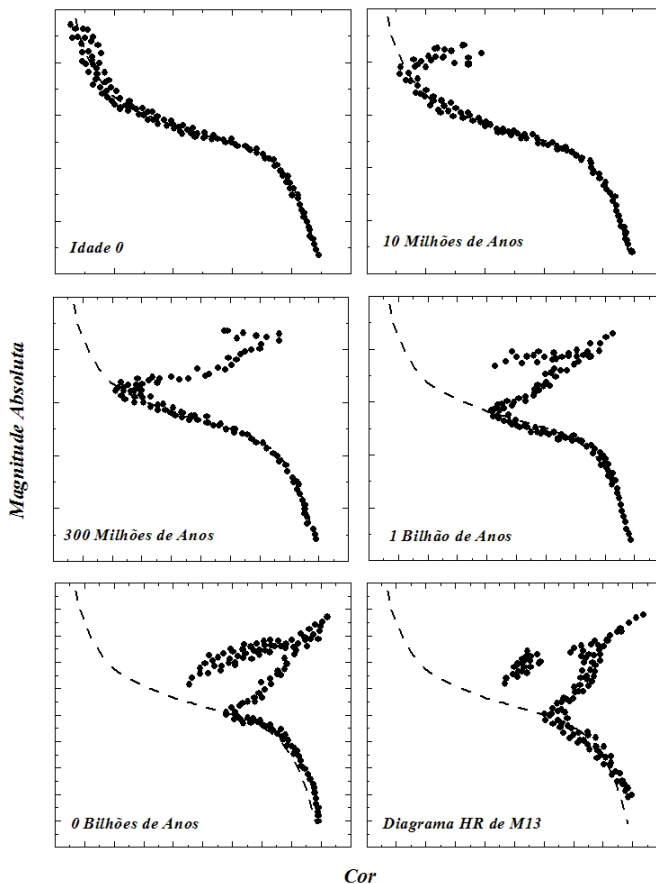 Idade 0
10 Milhões de Anos
Magnitude Absoluta
300 Milhões de Anos
1 Bilhão de Anos
0 Bilhões de Anos
Diagrama HR de M13
Cor